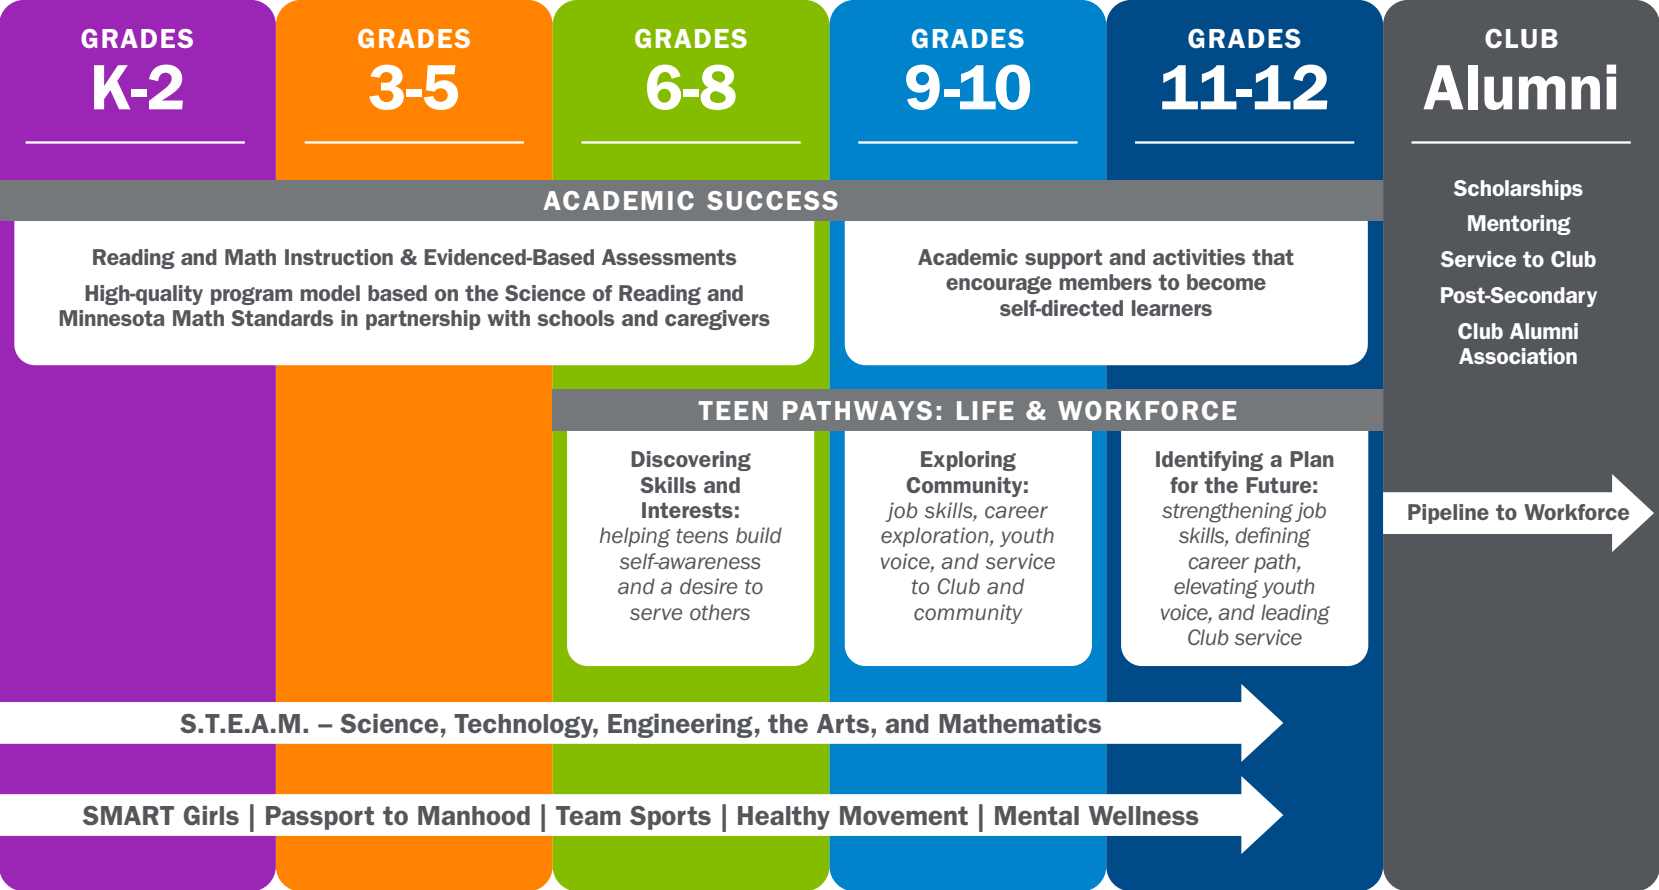 GRADES
K-2
GRADES
3-5
GRADES
6-8
GRADES
9-10
GRADES
11-12
CLUB
Alumni
ACADEMIC SUCCESS
Reading and Math Instruction & Evidenced-Based Assessments
High-quality program model based on the Science of Reading and
Minnesota Math Standards in partnership with schools and caregivers
Academic support and activities that
encourage members to become
self-directed learners
Scholarships
Mentoring
Service to Club
Post-Secondary
Club Alumni
Association
TEEN PATHWAYS: LIFE & WORKFORCE
Discovering
Skills and
Interests:
helping teens build
self-awareness
and a desire to
serve others
Exploring
Community:
job skills, career
exploration, youth
voice, and service
to Club and
community
Identifying a Plan
for the Future:
strengthening job
skills, defining
career path,
elevating youth
voice, and leading
Club service
Pipeline to Workforce
S.T.E.A.M. – Science, Technology, Engineering, the Arts, and Mathematics
SMART Girls | Passport to Manhood | Team Sports | Healthy Movement | Mental Wellness